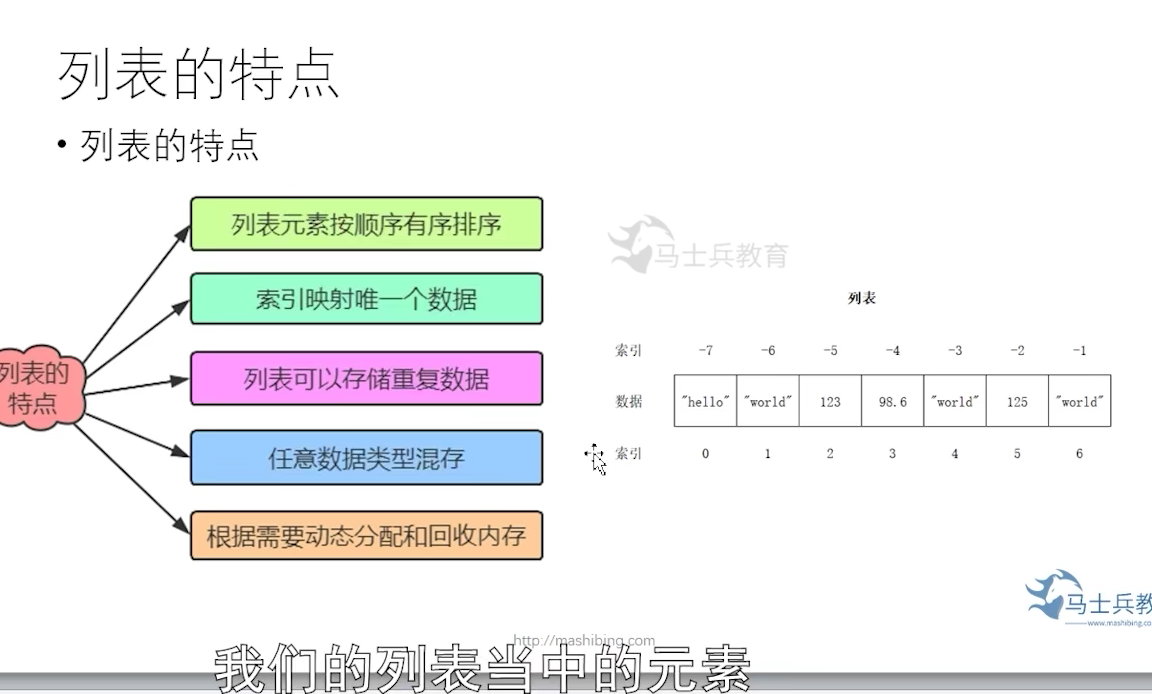 列表的特点
• 列表的特点
列表的
特点
列表元素按顺序有序排序
索引映射唯一个数据
列表可以存储重复数据
任意数据类型混存
根据需要动态分配和回收内存
马士兵教育
列表
索引 -7 -6 -5 -4 -3 -2 -1
数据 "hello" "world" 123 98.6 "world" 125 "world"
索引 0 1 2 3 4 5 6
马士兵教
www.mashibing.co
http://mashibing.com
我们的列表当中的元素